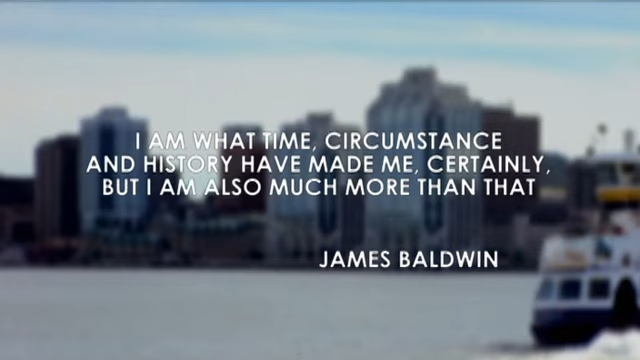 I AM WHAT TIME, CIRCUMSTANCE
AND HISTORY HAVE MADE ME, CERTAINLY,
BUT I AM ALSO MUCH MORE THAN THAT
JAMES BALDWIN